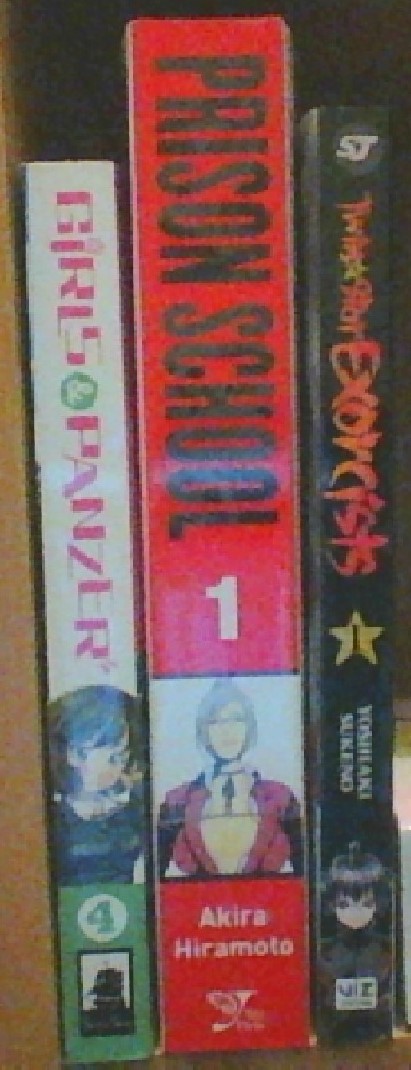 GIRLS & PANZER
4
PRISON SCHOOL
1
Akira
Hiramoto
SJ
Twin Star
EXORCISTS
1
YOSHIAKI
SUKENO
VIZ